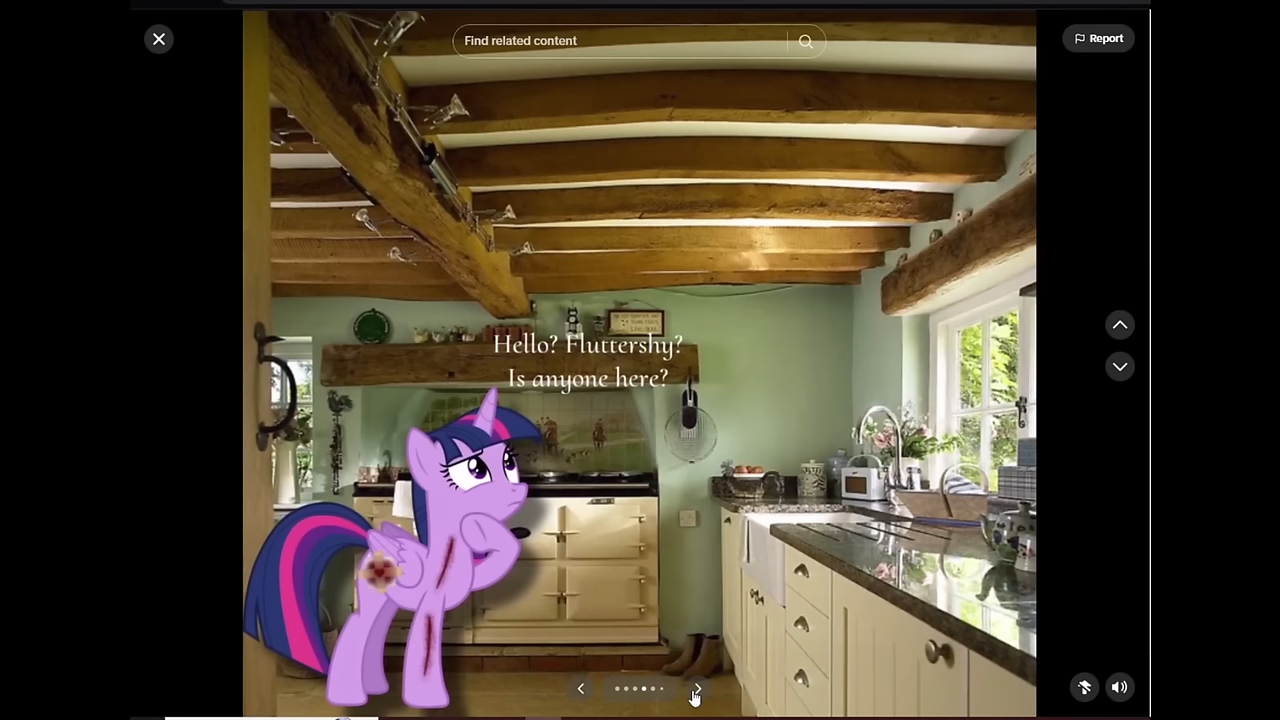 Find related content
Report
Hello? Fluttershy?
Is anyone here?